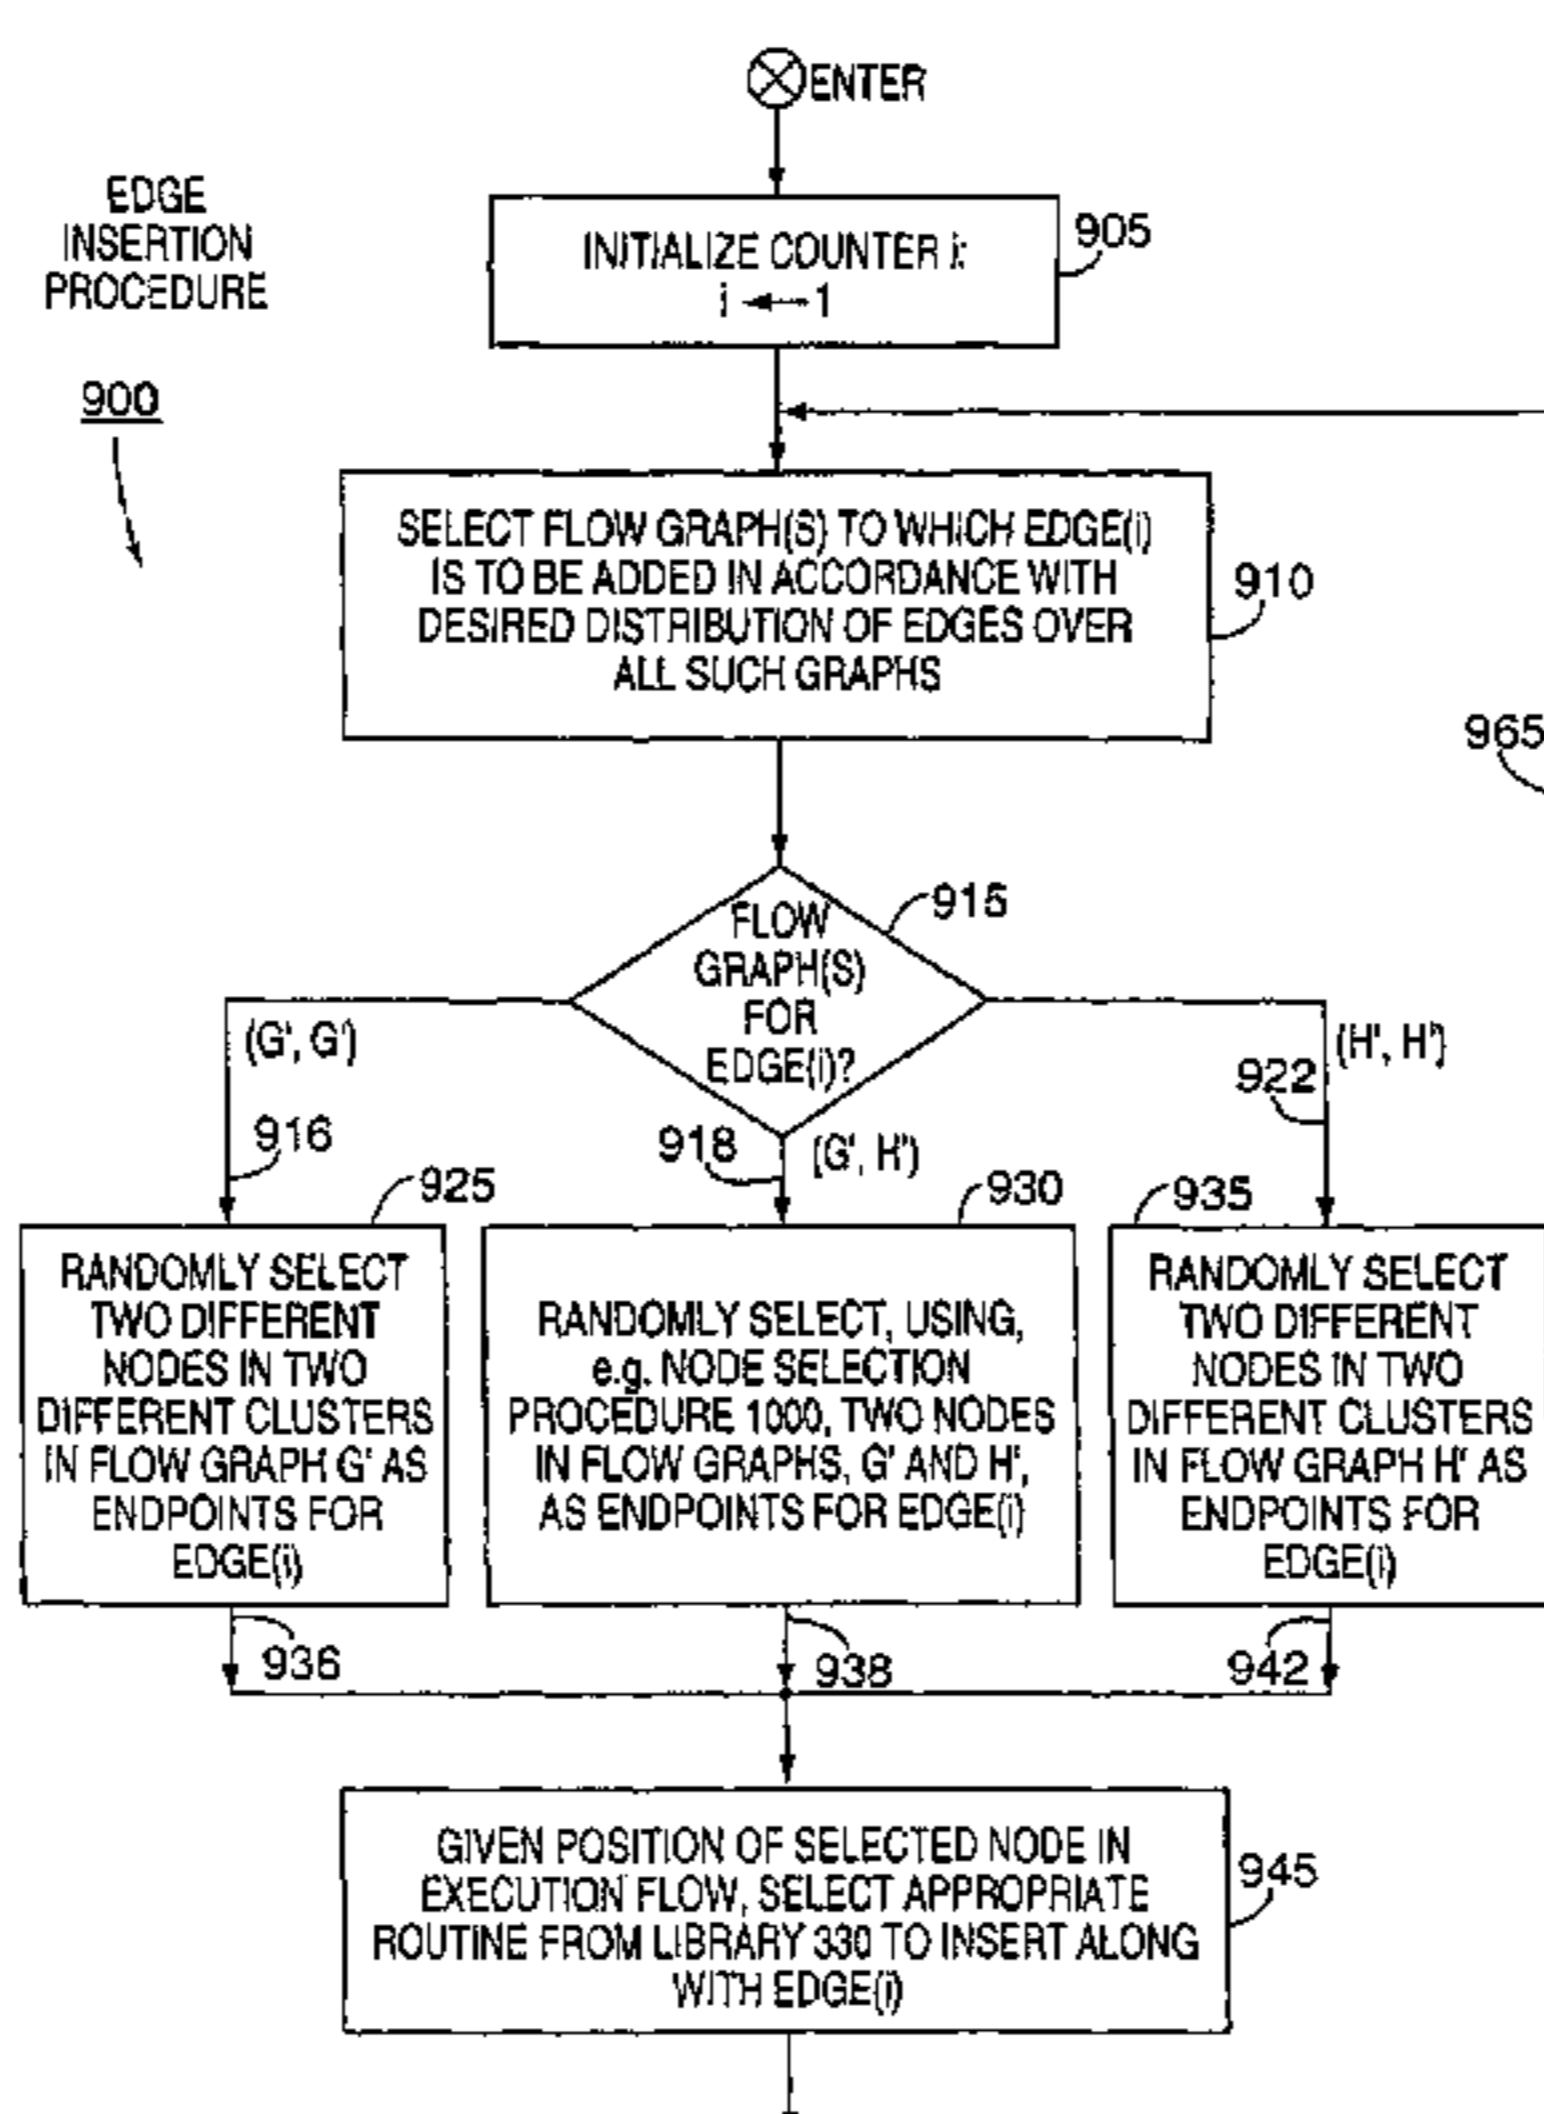 ENTER
EDGE
INSERTION
PROCEDURE
900
INITIALIZE COUNTER i:
i ← 1
905
SELECT FLOW GRAPH(S) TO WHICH EDGE(i)
IS TO BE ADDED IN ACCORDANCE WITH
DESIRED DISTRIBUTION OF EDGES OVER
ALL SUCH GRAPHS
910
965
FLOW
GRAPH(S)
FOR
EDGE(i)?
915
(G', G')
916
918
(G', H')
(H', H')
922
925
RANDOMLY SELECT
TWO DIFFERENT
NODES IN TWO
DIFFERENT CLUSTERS
IN FLOW GRAPH G' AS
ENDPOINTS FOR
EDGE(i)
930
RANDOMLY SELECT, USING,
e.g. NODE SELECTION
PROCEDURE 1000, TWO NODES
IN FLOW GRAPHS, G' AND H',
AS ENDPOINTS FOR EDGE(i)
935
RANDOMLY SELECT
TWO DIFFERENT
NODES IN TWO
DIFFERENT CLUSTERS
IN FLOW GRAPH H' AS
ENDPOINTS FOR
EDGE(i)
936
938
942
GIVEN POSITION OF SELECTED NODE IN
EXECUTION FLOW, SELECT APPROPRIATE
ROUTINE FROM LIBRARY 330 TO INSERT ALONG
WITH EDGE(i)
945